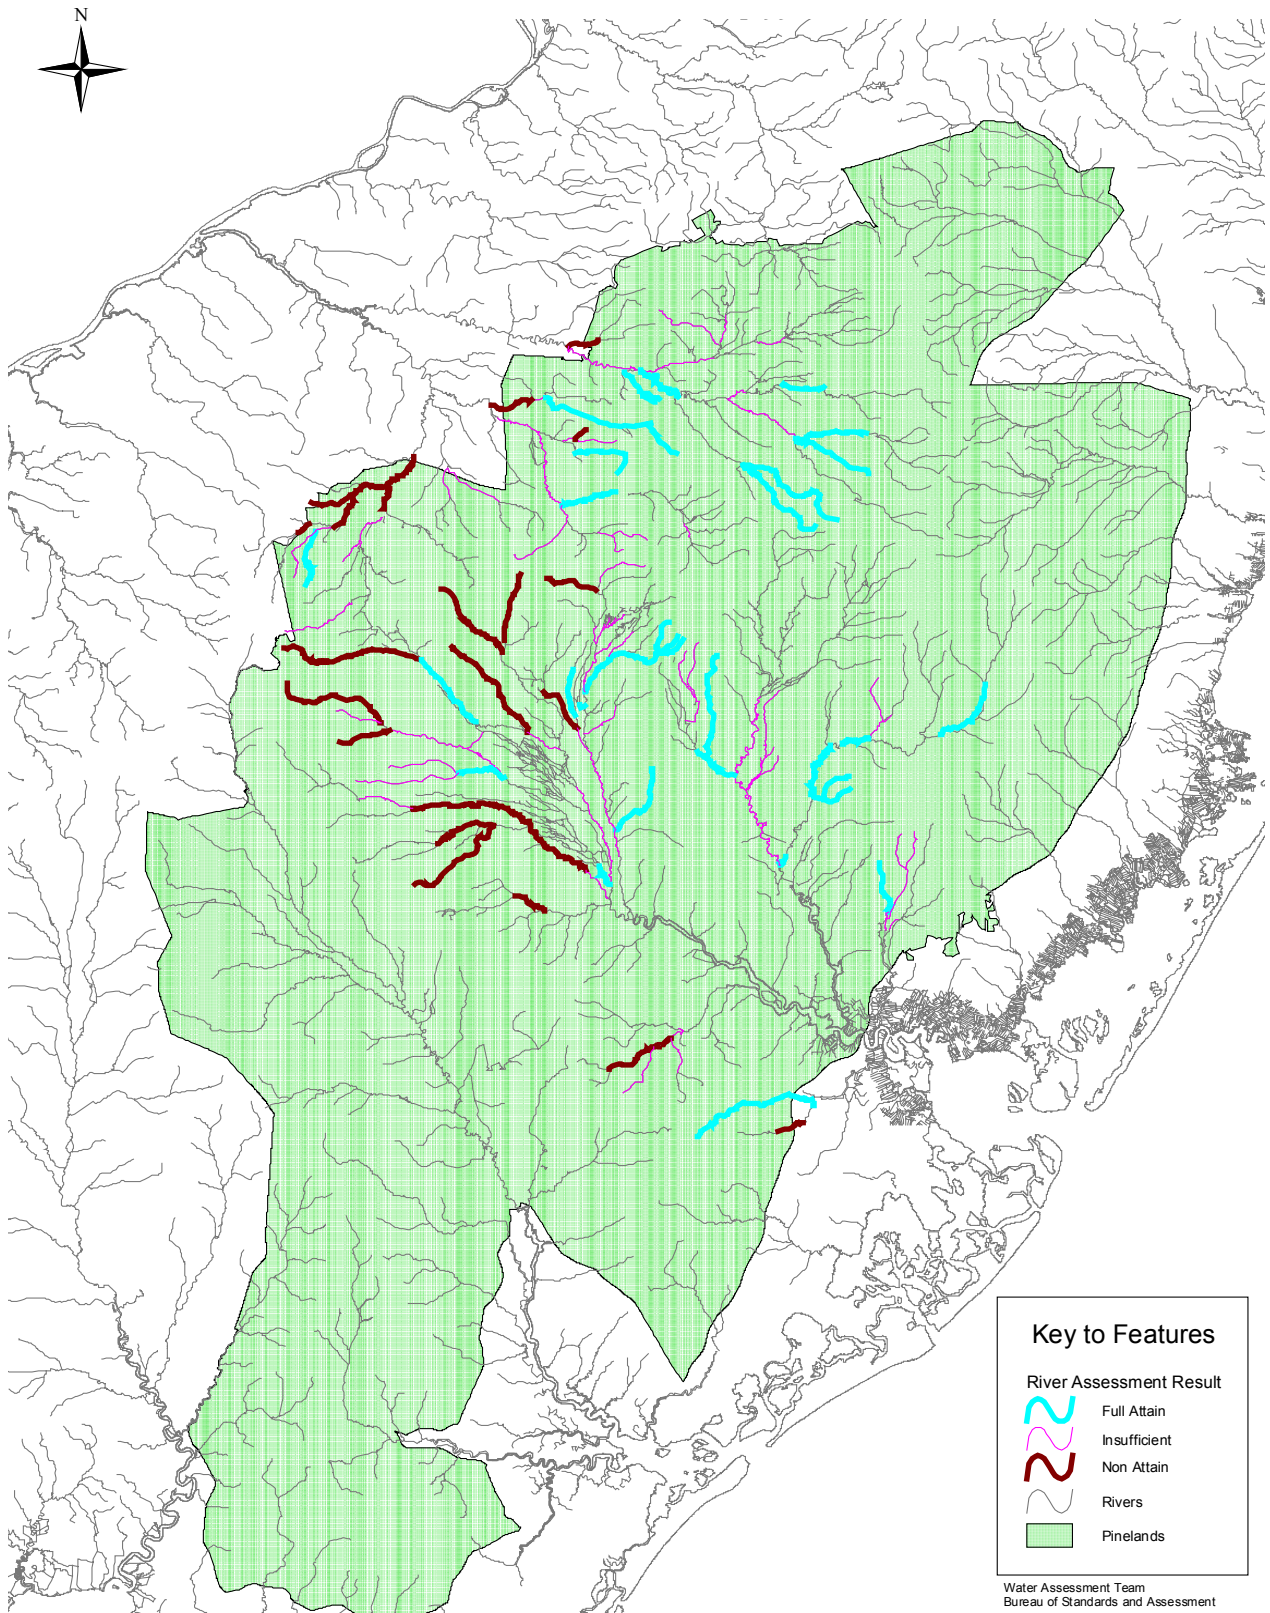 N
Key to Features
River Assessment Result
Full Attain
Insufficient
Non Attain
Rivers
Pinelands
Water Assessment Team
Bureau of Standards and Assessment